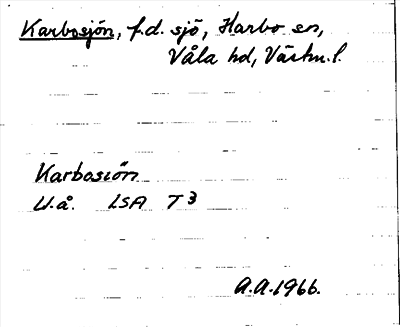 Karbosjön, f.d. sjö, Harbo sn,
Våla hd, Västm.l.
Karbosiön
U.å. LSA T3
A.A.1966.